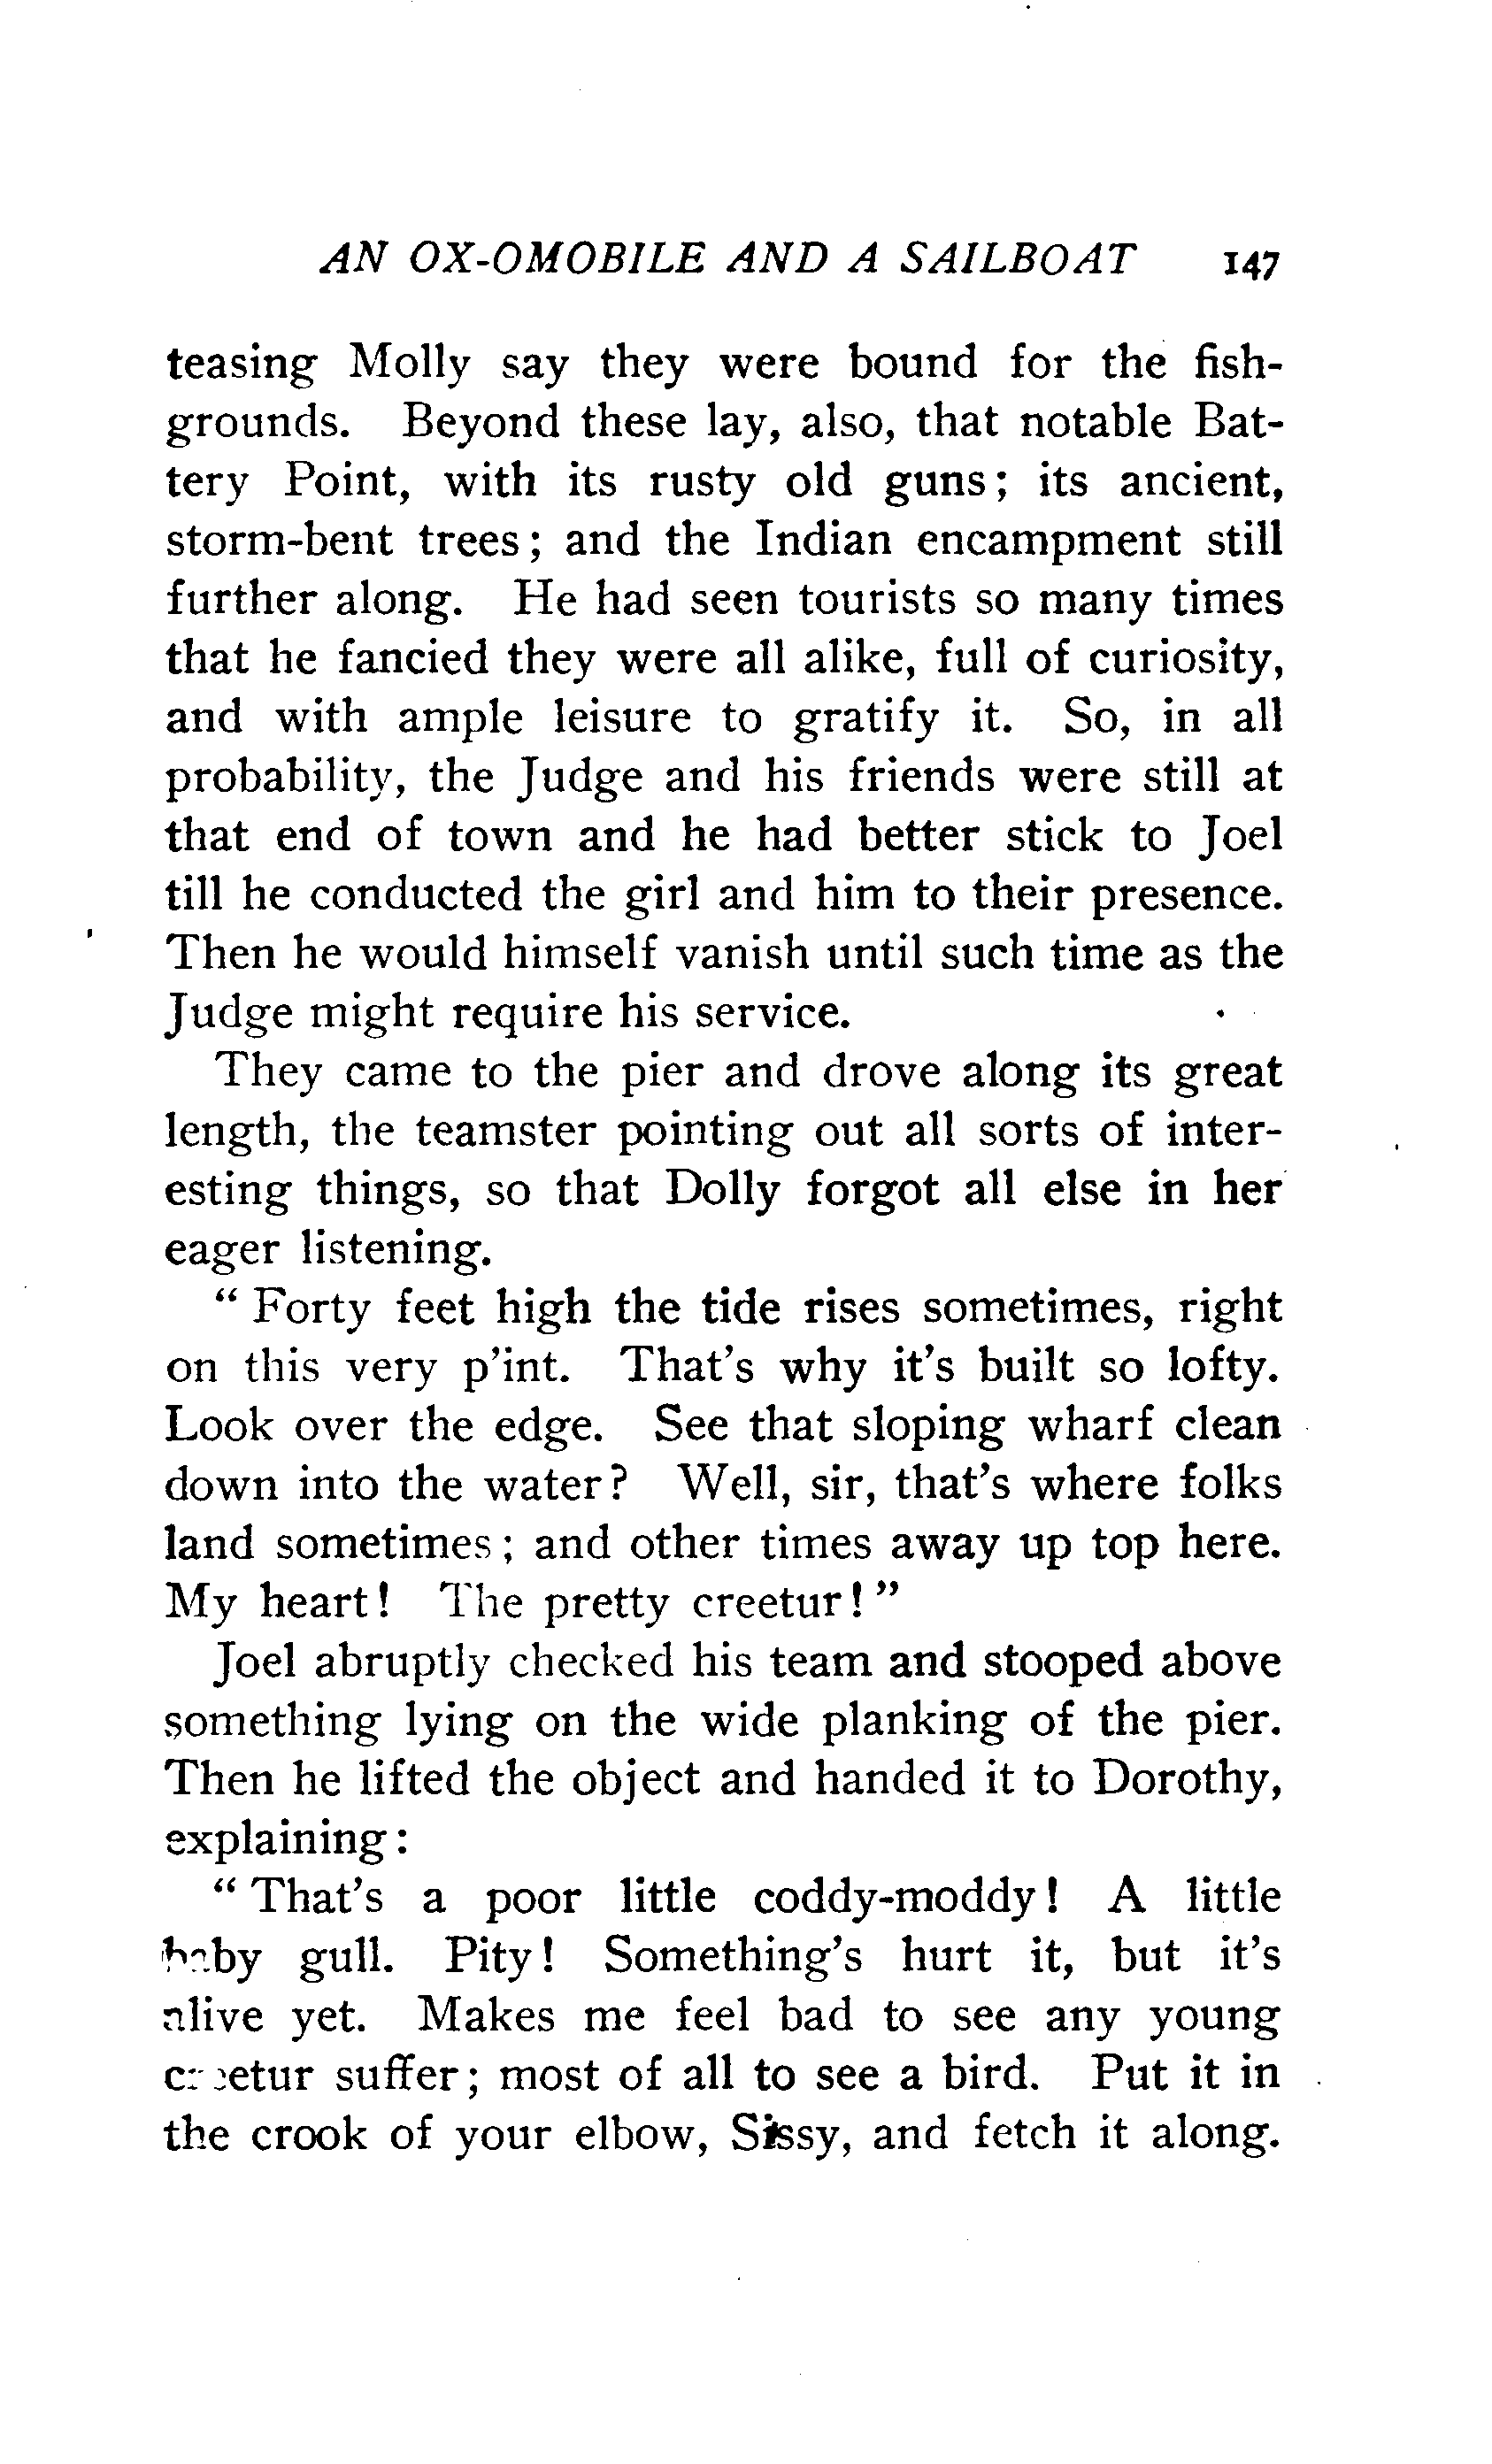 AN OX-OMOBILE AND A SAILBOAT 147
teasing Molly say they were bound for the fish-
grounds. Beyond these lay, also, that notable Bat-
tery Point, with its rusty old guns; its ancient,
storm-bent trees; and the Indian encampment still
further along. He had seen tourists so many times
that he fancied they were all alike, full of curiosity,
and with ample leisure to gratify it. So, in all
probability, the Judge and his friends were still at
that end of town and he had better stick to Joel
till he conducted the girl and him to their presence.
Then he would himself vanish until such time as the
Judge might require his service.
They came to the pier and drove along its great
length, the teamster pointing out all sorts of inter-
esting things, so that Dolly forgot all else in her
eager listening.
"Forty feet high the tide rises sometimes, right
on this very p'int. That's why it's built so lofty.
Look over the edge. See that sloping wharf clean
down into the water? Well, sir, that's where folks
land sometimes; and other times away up top here.
My heart! The pretty creetur!"
Joel abruptly checked his team and stooped above
something lying on the wide planking of the pier.
Then he lifted the object and handed it to Dorothy,
explaining:
"That's a poor little coddy-moddy! A little
baby gull. Pity! Something's hurt it, but it's
alive yet. Makes me feel bad to see any young
creetur suffer; most of all to see a bird. Put it in
the crook of your elbow, Sissy, and fetch it along.